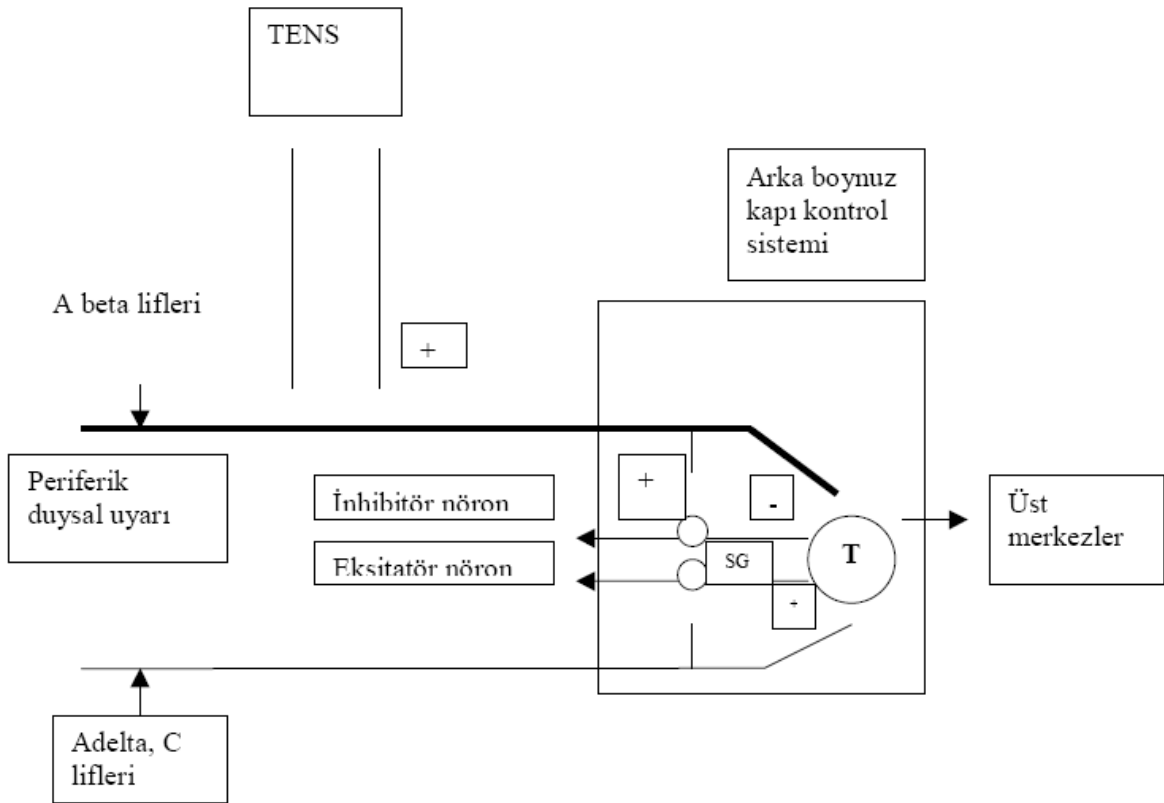 TENS
Arka boynuz
kapı kontrol
sistemi
A beta lifleri
+
Periferik
duysal uyarı
İnhibitör nöron
Eksitatör nöron
+
-
SG
T
+
Üst
merkezler
Adelta, C
lifleri